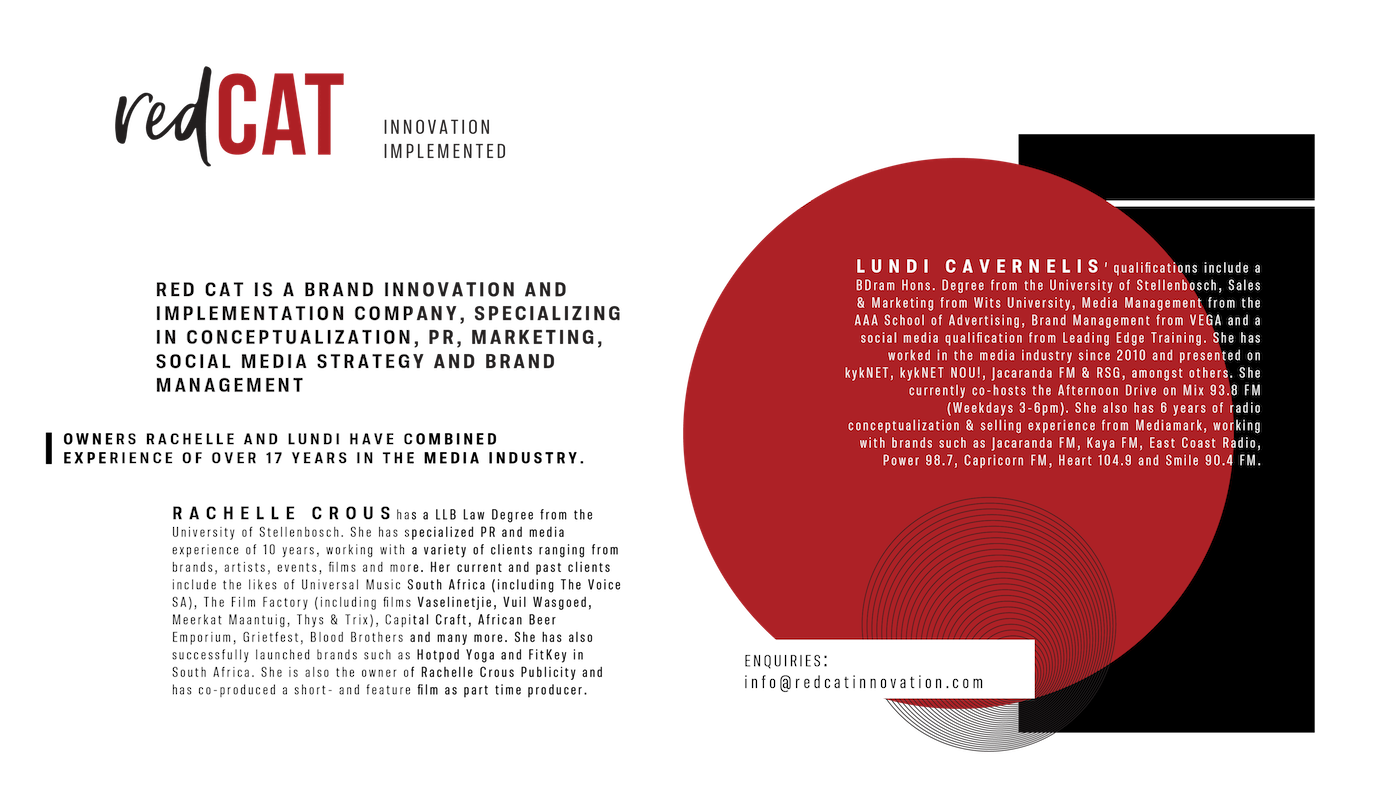 redCAT
INNOVATION
IMPLEMENTED
RED CAT IS A BRAND INNOVATION AND
IMPLEMENTATION COMPANY, SPECIALIZING
IN CONCEPTUALIZATION, PR, MARKETING,
SOCIAL MEDIA STRATEGY AND BRAND
MANAGEMENT
OWNERS RACHELLE AND LUNDI HAVE COMBINED
EXPERIENCE OF OVER 17 YEARS IN THE MEDIA INDUSTRY.
RACHELLE CROUS has a LLB Law Degree from the
University of Stellenbosch. She has specialized PR and media
experience of 10 years, working with a variety of clients ranging from
brands, artists, events, films and more. Her current and past clients
include the likes of Universal Music South Africa (including The Voice
SA), The Film Factory (including films Vaselinetjie, Vuil Wasgoed,
Meerkat Maantuig, Thys & Trix), Capital Craft, African Beer
Emporium, Grietfest, Blood Brothers and many more. She has also
successfully launched brands such as Hotpod Yoga and FitKey in
South Africa. She is also the owner of Rachelle Crous Publicity and
has co-produced a short- and feature film as part time producer.
LUNDI CAVERNELIS' qualifications include a
BDram Hons. Degree from the University of Stellenbosch, Sales
& Marketing from Wits University, Media Management from the
AAA School of Advertising, Brand Management from VEGA and a
social media qualification from Leading Edge Training. She has
worked in the media industry since 2010 and presented on
kykNET, kykNET NOU!, Jacaranda FM & RSG, amongst others. She
currently co-hosts the Afternoon Drive on Mix 93.8 FM
(Weekdays 3-6pm). She also has 6 years of radio
conceptualization & selling experience from Mediamark, working
with brands such as Jacaranda FM, Kaya FM, East Coast Radio,
Power 98.7, Capricorn FM, Heart 104.9 and Smile 90.4 FM.
ENQUIRIES:
info@redcatinnovation.com